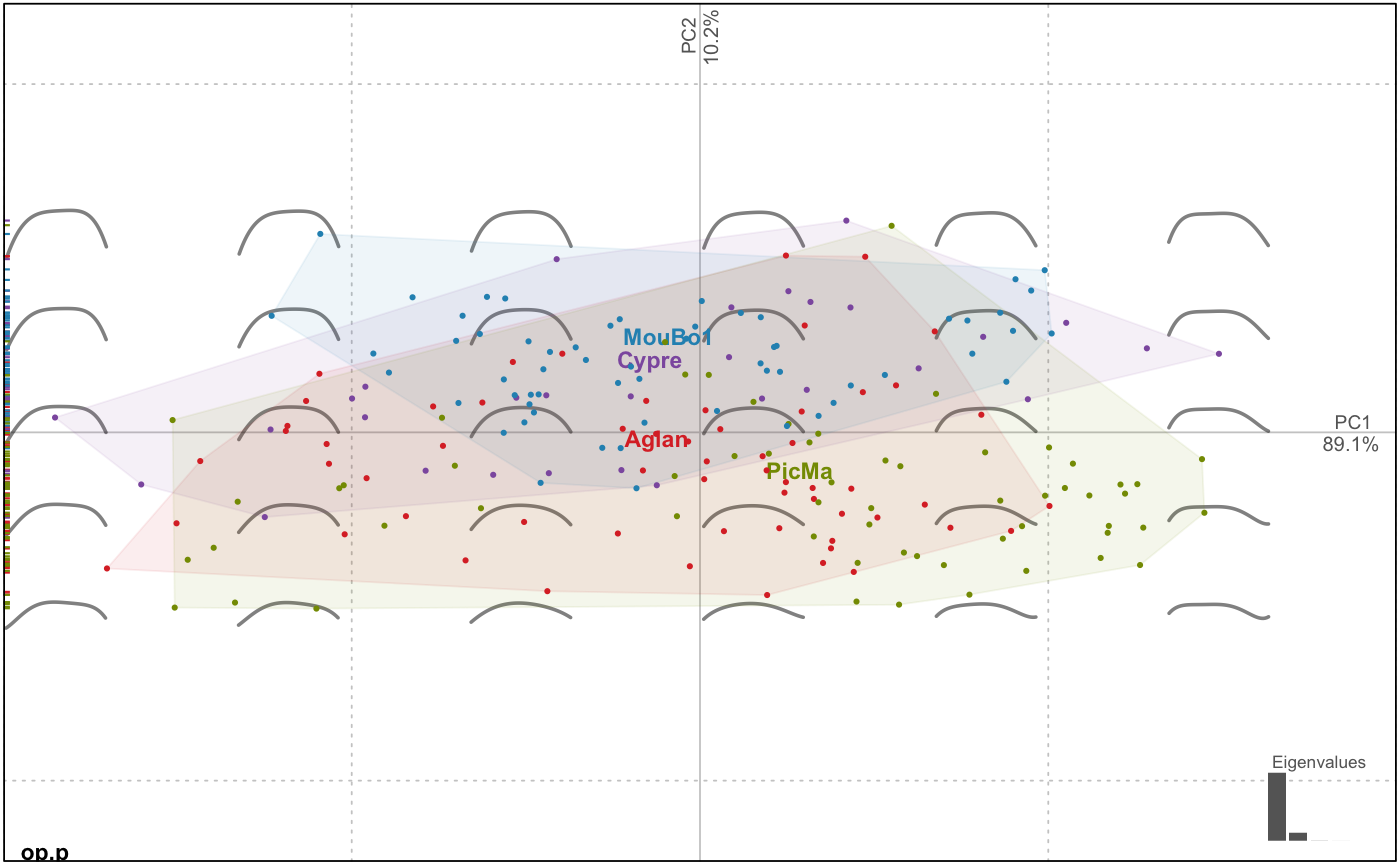 PC2
10.2%
MouBo1
Cypre
Aglan
PicMa
PC1
89.1%
Eigenvalues
op.p